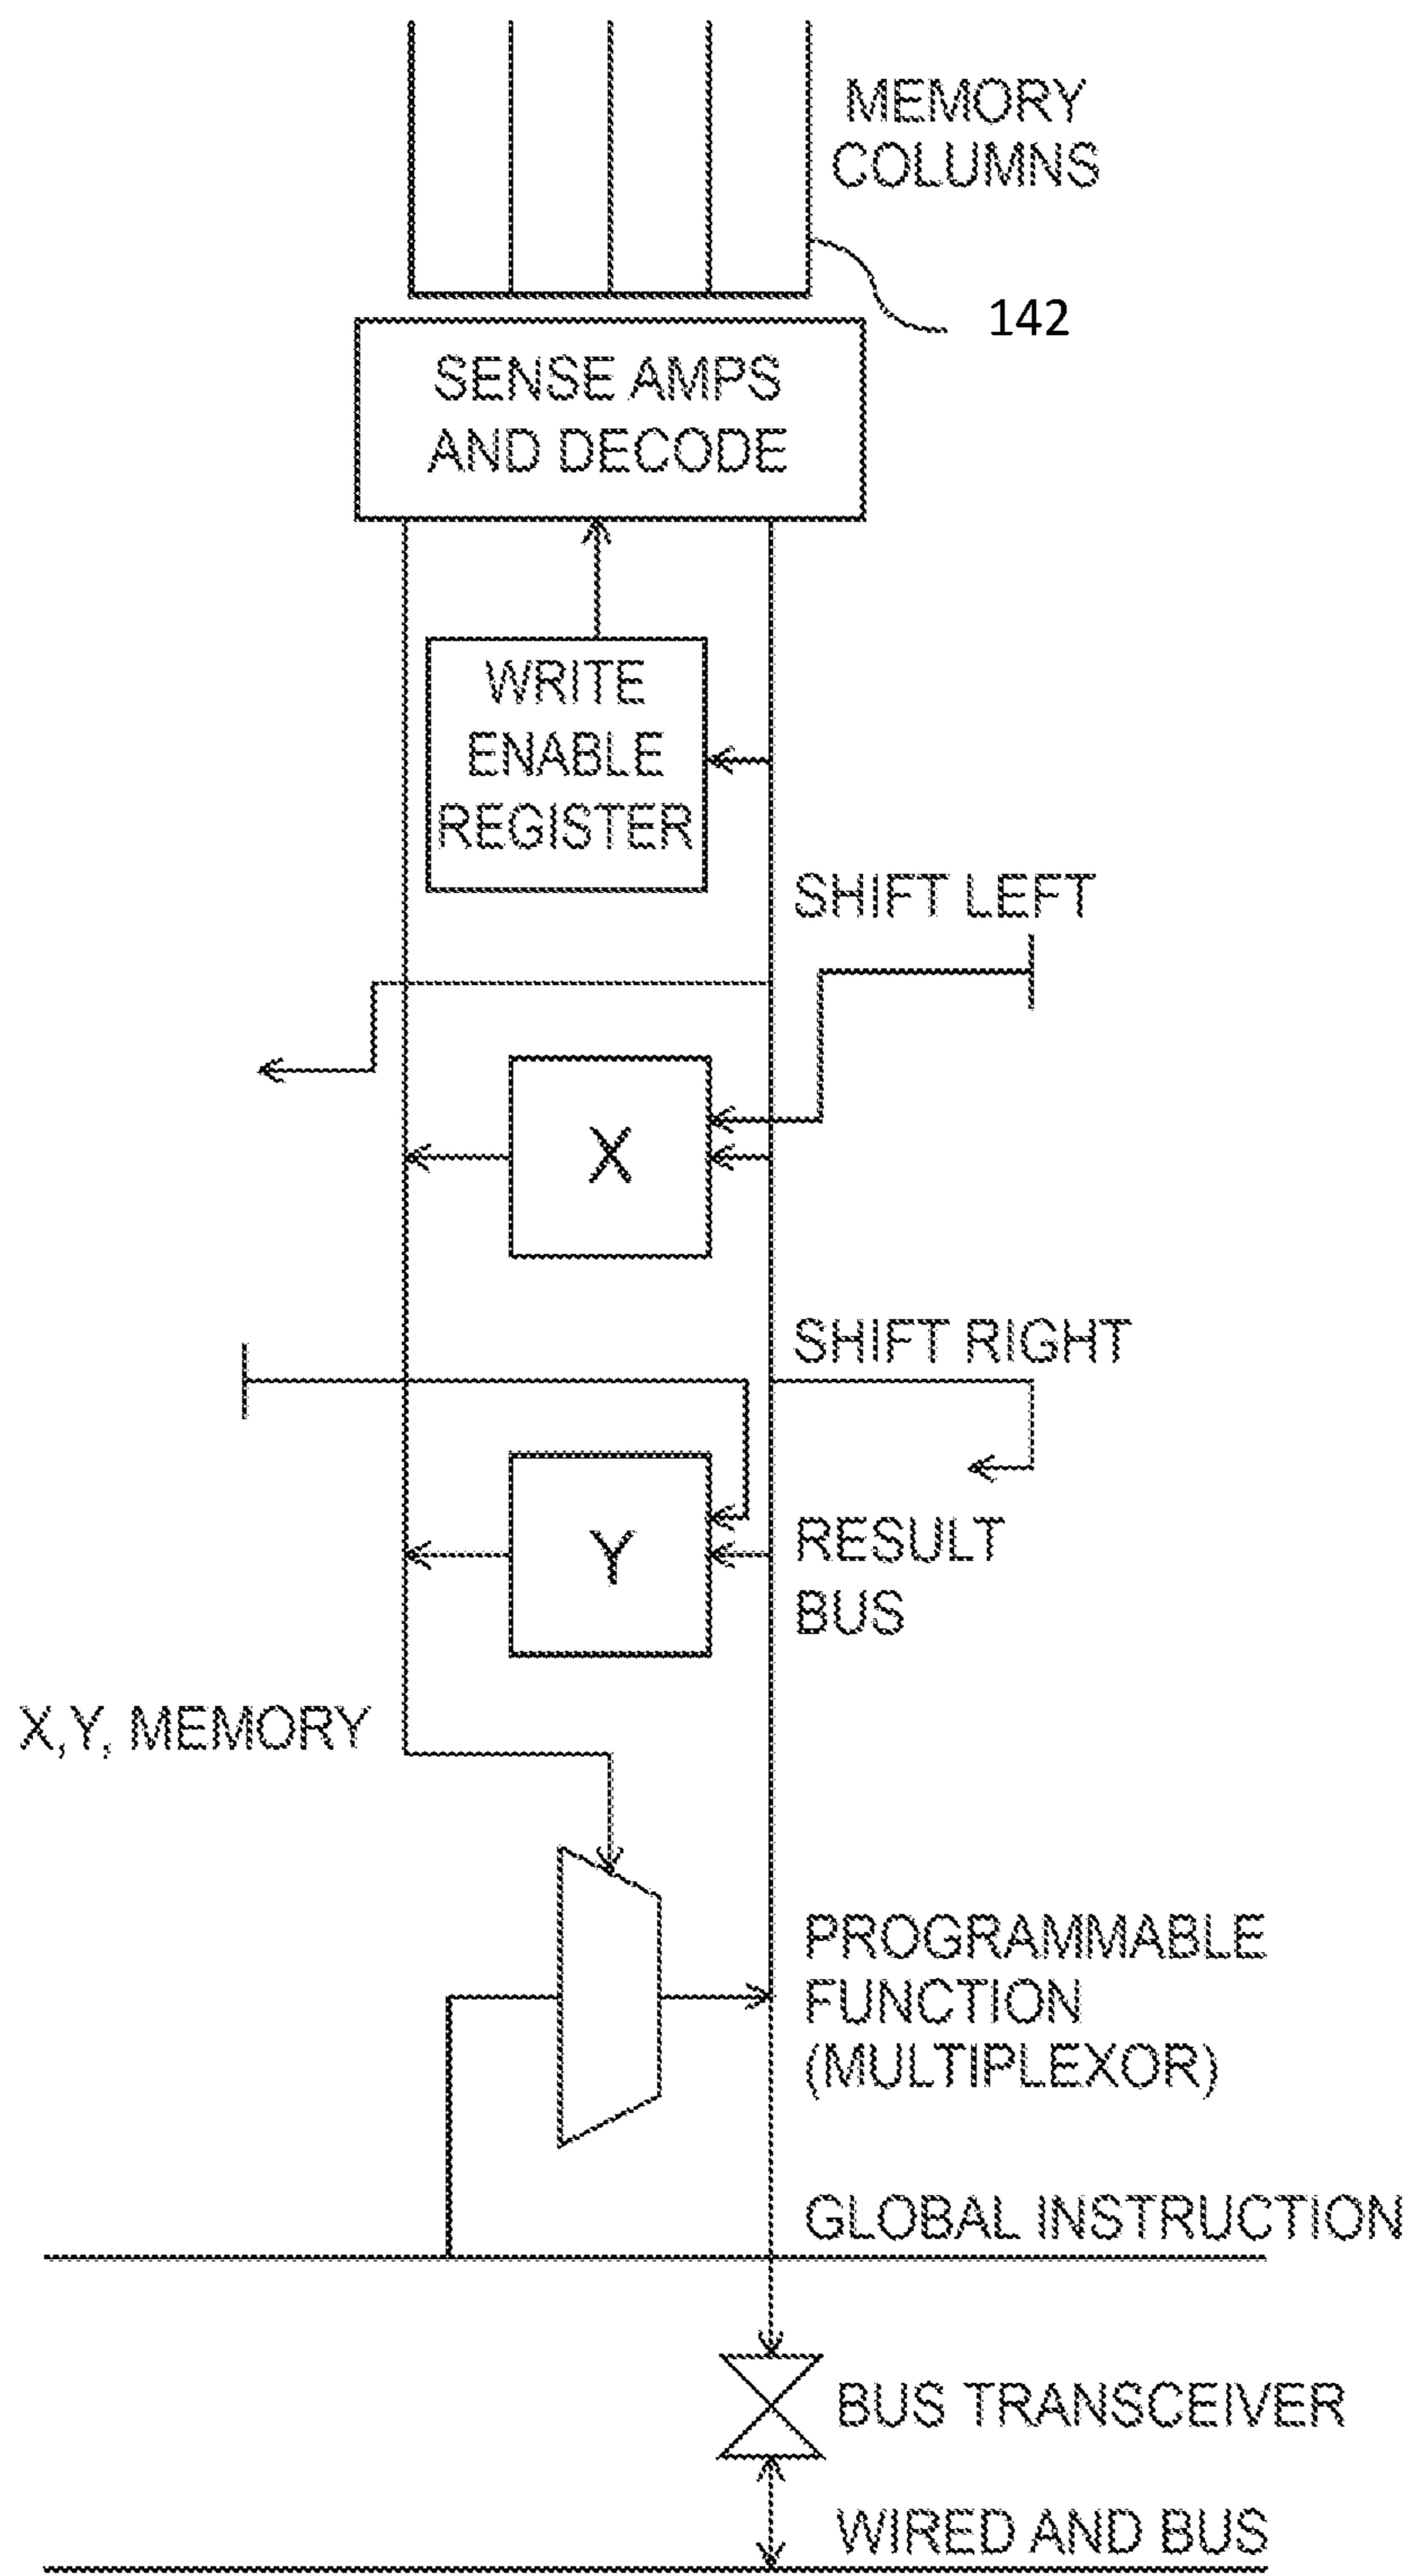 MEMORY
COLUMNS
142
SENSE AMPS
AND DECODE
WRITE
ENABLE
REGISTER
SHIFT LEFT
X
SHIFT RIGHT
Y
RESULT
BUS
X,Y, MEMORY
PROGRAMMABLE
FUNCTION
(MULTIPLEXOR)
GLOBAL INSTRUCTION
BUS TRANSCEIVER
WIRED AND BUS